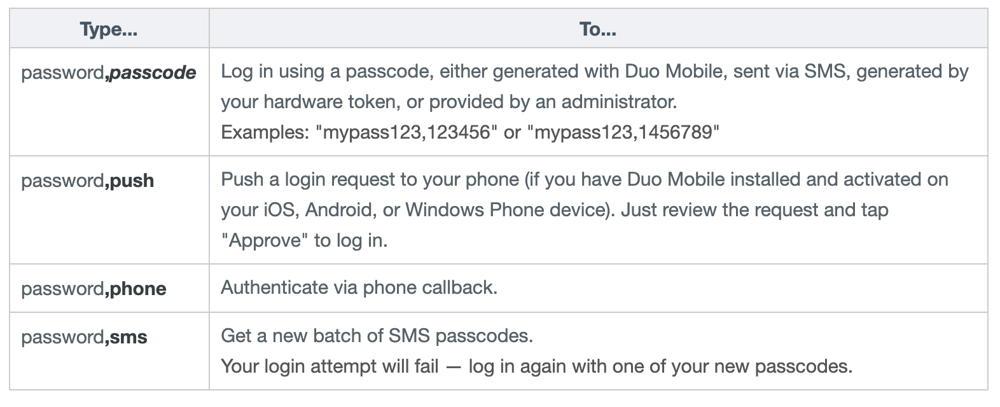 Type...
To...
password,passcode
Log in using a passcode, either generated with Duo Mobile, sent via SMS, generated by
your hardware token, or provided by an administrator.
Examples: "mypass123,123456" or "mypass123,1456789"
password,push
Push a login request to your phone (if you have Duo Mobile installed and activated on
your iOS, Android, or Windows Phone device). Just review the request and tap
"Approve" to log in.
password,phone
Authenticate via phone callback.
password,sms
Get a new batch of SMS passcodes.
Your login attempt will fail — log in again with one of your new passcodes.